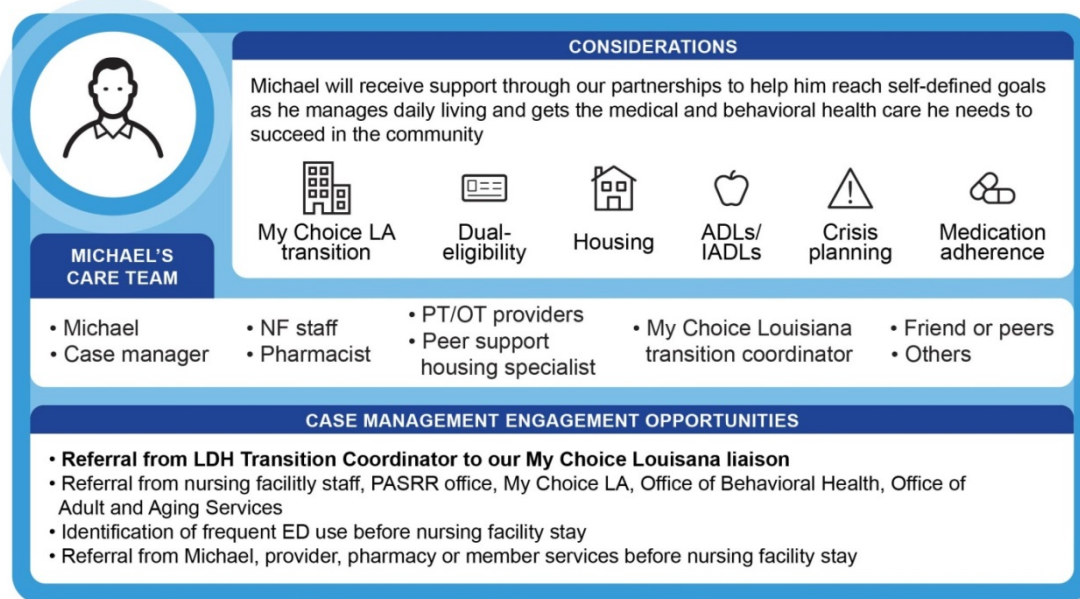 CONSIDERATIONS
Michael will receive support through our partnerships to help him reach self-defined goals
as he manages daily living and gets the medical and behavioral health care he needs to
succeed in the community
My Choice LA
transition
Dual-
eligibility
Housing
ADLs/
IADLs
Crisis
planning
Medication
adherence
MICHAEL'S
CARE TEAM
• Michael
• Case manager
• NF staff
• Pharmacist
• PT/OT providers
• Peer support
housing specialist
• My Choice Louisiana
transition coordinator
• Friend or peers
• Others
CASE MANAGEMENT ENGAGEMENT OPPORTUNITIES
• Referral from LDH Transition Coordinator to our My Choice Louisana liaison
• Referral from nursing facilitly staff, PASRR office, My Choice LA, Office of Behavioral Health, Office of
Adult and Aging Services
• Identification of frequent ED use before nursing facility stay
• Referral from Michael, provider, pharmacy or member services before nursing facility stay